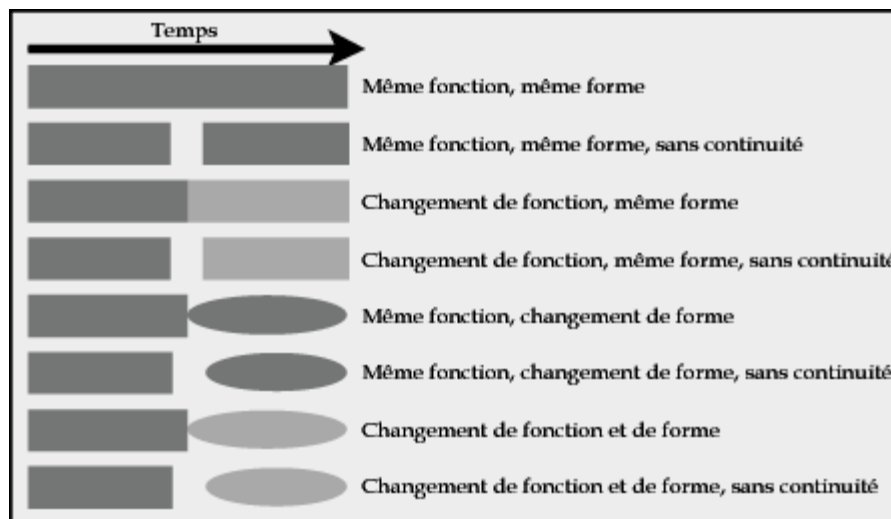 Temps
Même fonction, même forme
Même fonction, même forme, sans continuité
Changement de fonction, même forme
Changement de fonction, même forme, sans continuité
Même fonction, changement de forme
Même fonction, changement de forme, sans continuité
Changement de fonction et de forme
Changement de fonction et de forme, sans continuité